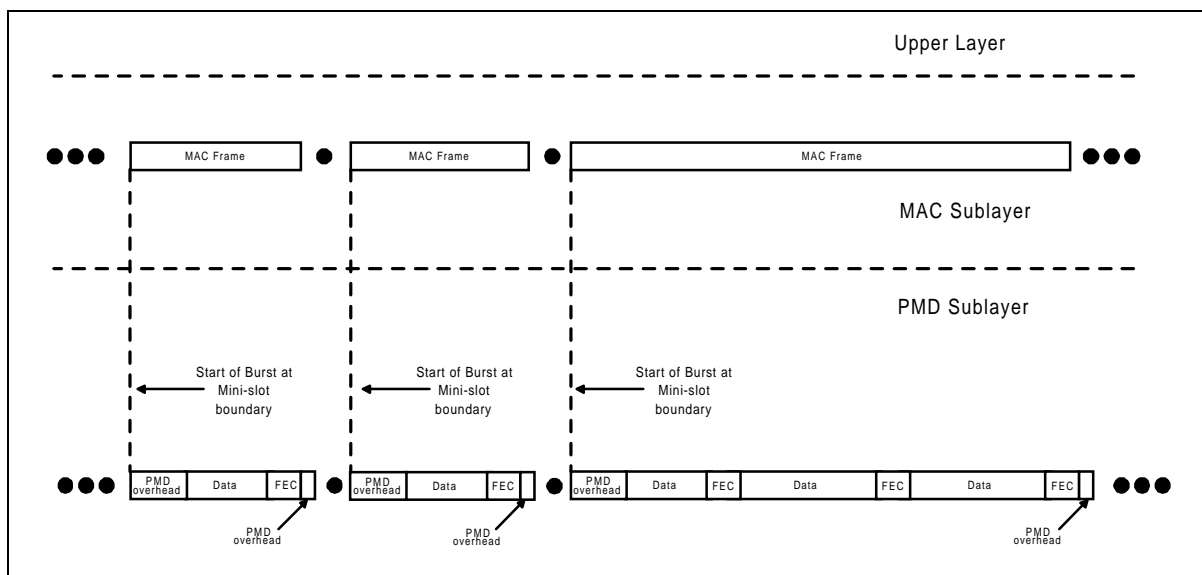 Upper Layer
MAC Frame
MAC Frame
MAC Frame
MAC Sublayer
PMD Sublayer
Start of Burst at
Mini-slot
boundary
Start of Burst at
Mini-slot
boundary
Start of Burst at
Mini-slot
boundary
PMD
overhead
Data
FEC
PMD
overhead
Data
FEC
PMD
overhead
Data
FEC
Data
FEC
Data
FEC
PMD
overhead
PMD
overhead
PMD
overhead